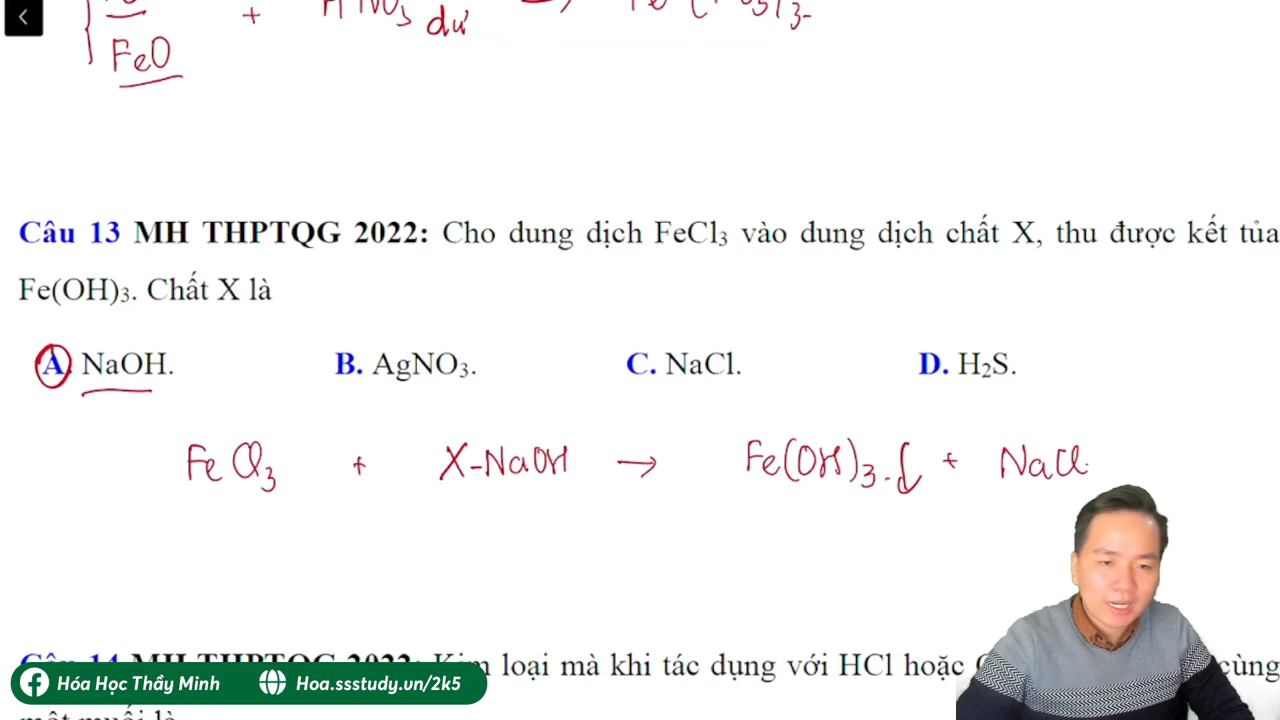 + HNO₃ dư
FeO
Câu 13 MH THPTQG 2022: Cho dung dịch FeCl₃ vào dung dịch chất X, thu được kết tủa
Fe(OH)₃. Chất X là
A NaOH. B. AgNO₃. C. NaCl. D. H₂S.
FeCl₃ + X-NaOH → Fe(OH)₃.↓ + NaCl
Kim loại mà khi tác dụng với HCl hoặc cùng
Hóa Học Thầy Minh Hoa.ssstudy.vn/2k5